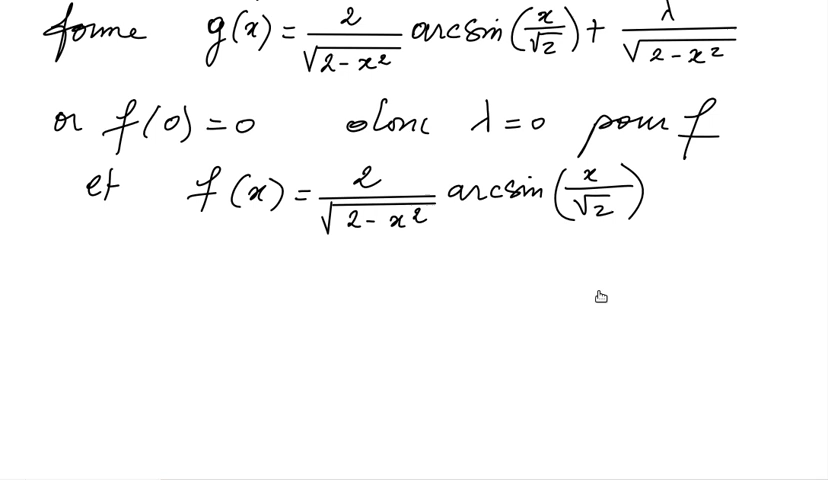 forme g(x) = 2/√(2-x²) arcsin(x/√2) + λ/√(2-x²)
or f(0) = 0 donc λ = 0 pour f
et f(x) = 2/√(2-x²) arcsin(x/√2)